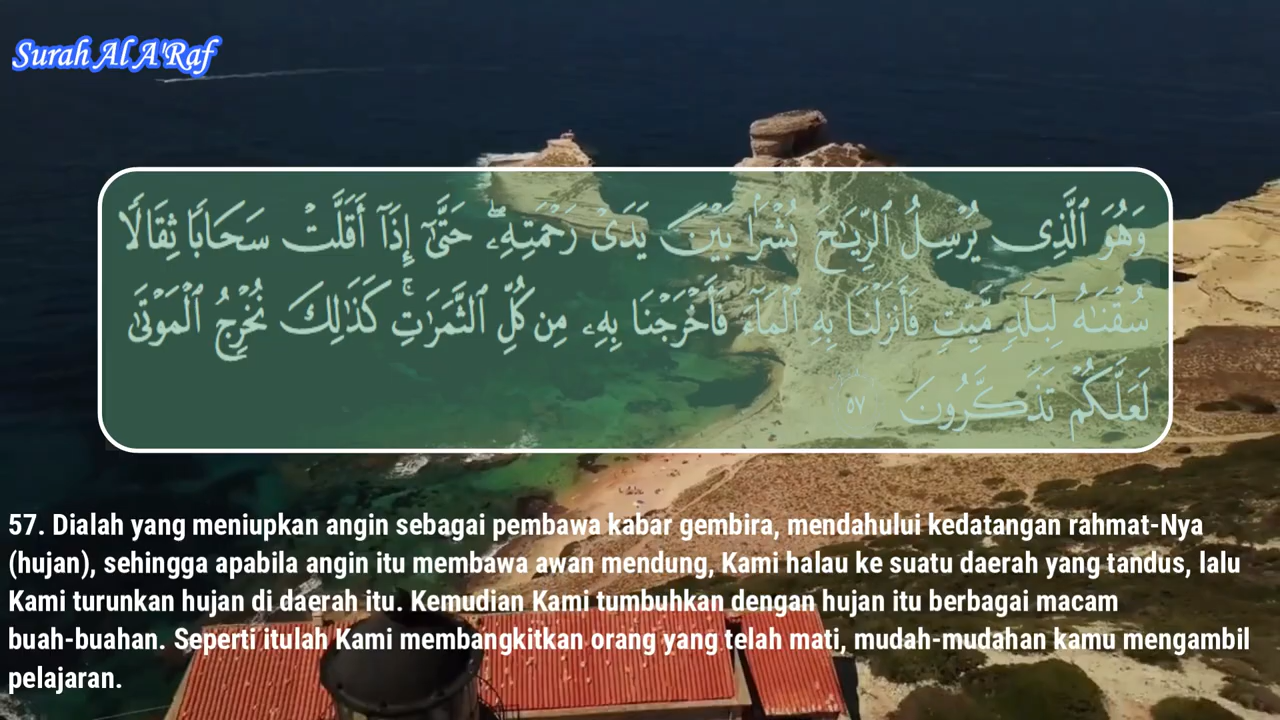 Surah Al A'Raf
وَهُوَ ٱلَّذِى يُرْسِلُ ٱلرِّيَـٰحَ بُشْرًۢا بَيْنَ يَدَىْ رَحْمَتِهِۦ ۖ حَتَّىٰٓ إِذَآ أَقَلَّتْ سَحَابًا ثِقَالًا
سُقْنَـٰهُ لِبَلَدٍ مَّيِّتٍ فَأَنزَلْنَا بِهِ ٱلْمَآءَ فَأَخْرَجْنَا بِهِۦ مِن كُلِّ ٱلثَّمَرَٰتِ ۚ كَذَٰلِكَ نُخْرِجُ ٱلْمَوْتَىٰ
لَعَلَّكُمْ تَذَكَّرُونَ ٥٧
57. Dialah yang meniupkan angin sebagai pembawa kabar gembira, mendahului kedatangan rahmat-Nya
(hujan), sehingga apabila angin itu membawa awan mendung, Kami halau ke suatu daerah yang tandus, lalu
Kami turunkan hujan di daerah itu. Kemudian Kami tumbuhkan dengan hujan itu berbagai macam
buah-buahan. Seperti itulah Kami membangkitkan orang yang telah mati, mudah-mudahan kamu mengambil
pelajaran.